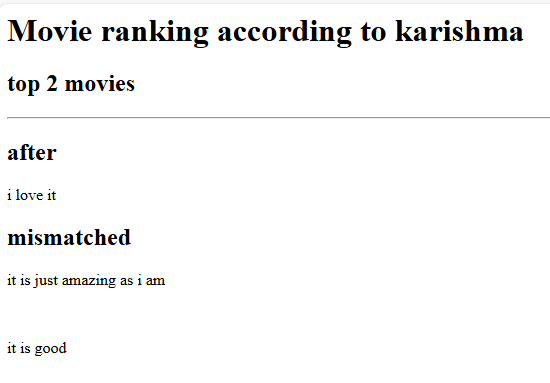 Movie ranking according to karishma
top 2 movies
after
i love it
mismatched
it is just amazing as i am
it is good